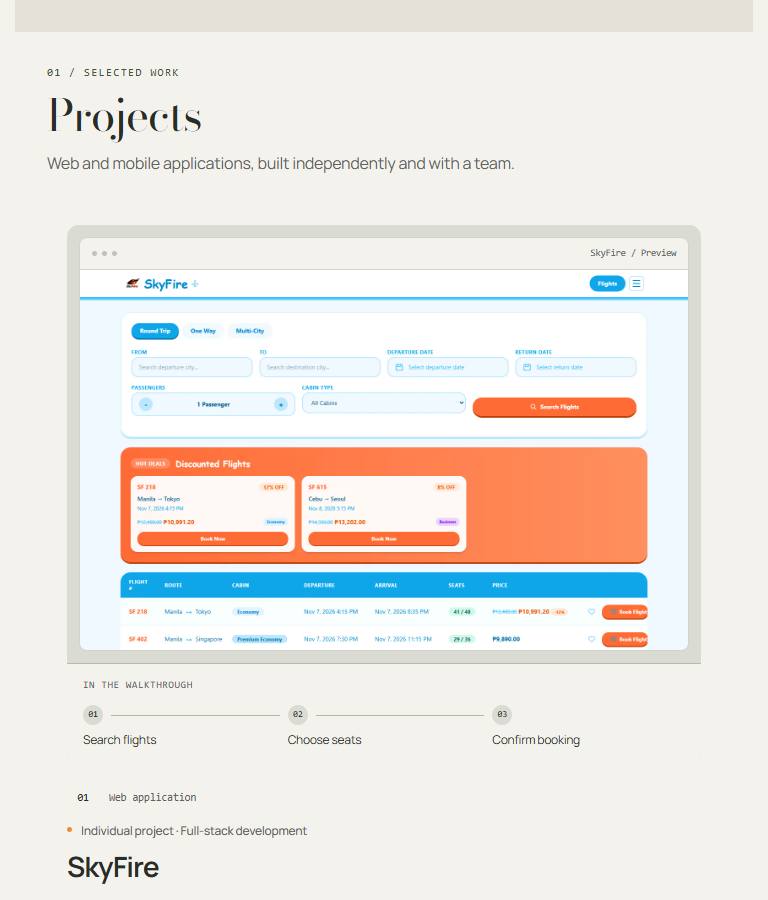 01 / SELECTED WORK
Projects
Web and mobile applications, built independently and with a team.
SkyFire / Preview
SkyFire
Flights
Round Trip One Way Multi-City
FROM TO DEPARTURE DATE RETURN DATE
Search departure city... Search destination city... Select departure date Select return date
PASSENGERS CABIN TYPE
- 1 Passenger + All Cabins Search Flights
HOT DEALS Discounted Flights
SF 218 12% OFF SF 615 8% OFF
Manila → Tokyo Cebu → Seoul
Nov 7, 2026 4:15 PM Nov 8, 2026 5:15 PM
₱10,991.20 Economy ₱13,202.00 Business
Book Now Book Now
FLIGHT # ROUTE CABIN DEPARTURE ARRIVAL SEATS PRICE
SF 218 Manila → Tokyo Economy Nov 7, 2026 4:15 PM Nov 7, 2026 8:35 PM 41 / 48 ₱10,991.20 -12% Book Flight
SF 402 Manila → Singapore Premium Economy Nov 7, 2026 7:30 PM Nov 7, 2026 11:15 PM 29 / 36 ₱9,890.00 Book Flight
IN THE WALKTHROUGH
01 02 03
Search flights Choose seats Confirm booking
01 Web application
Individual project · Full-stack development
SkyFire